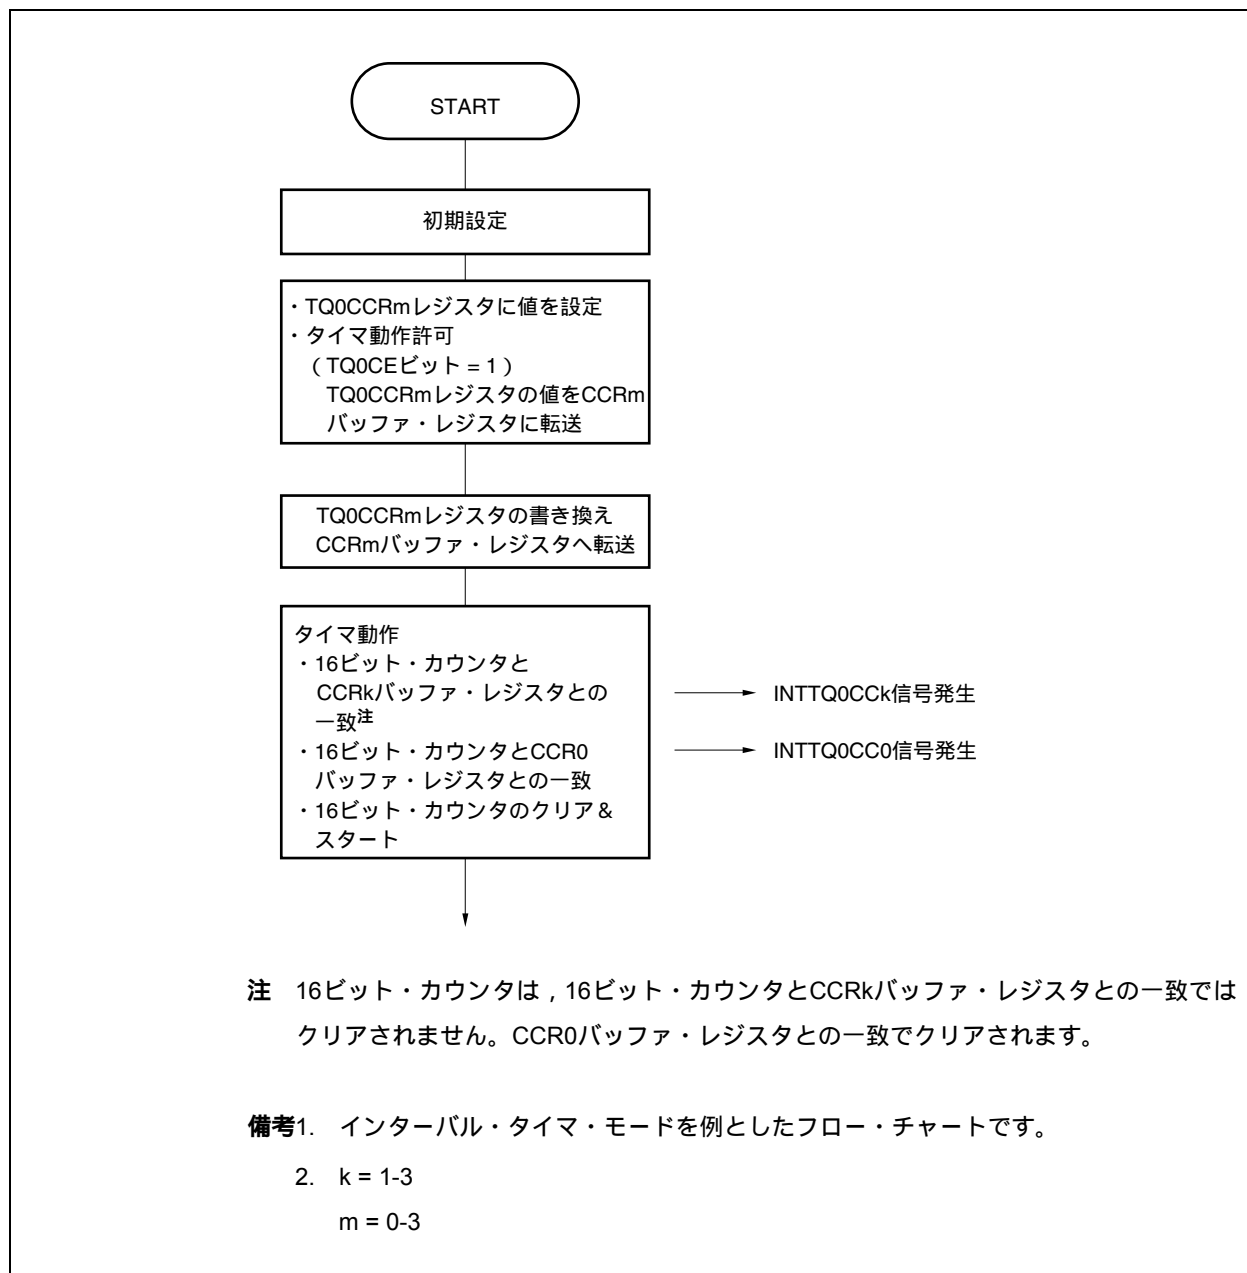 START
初期設定
・TQ0CCRmレジスタに値を設定
・タイマ動作許可
（TQ0CEビット = 1）
TQ0CCRmレジスタの値をCCRm
バッファ・レジスタに転送
TQ0CCRmレジスタの書き換え
CCRmバッファ・レジスタへ転送
タイマ動作
・16ビット・カウンタと
CCRkバッファ・レジスタとの
一致注
・16ビット・カウンタとCCR0
バッファ・レジスタとの一致
・16ビット・カウンタのクリア＆
スタート
INTTQ0CCk信号発生
INTTQ0CC0信号発生
注 16ビット・カウンタは，16ビット・カウンタとCCRkバッファ・レジスタとの一致では
クリアされません。CCR0バッファ・レジスタとの一致でクリアされます。
備考1. インターバル・タイマ・モードを例としたフロー・チャートです。
2. k = 1-3
m = 0-3